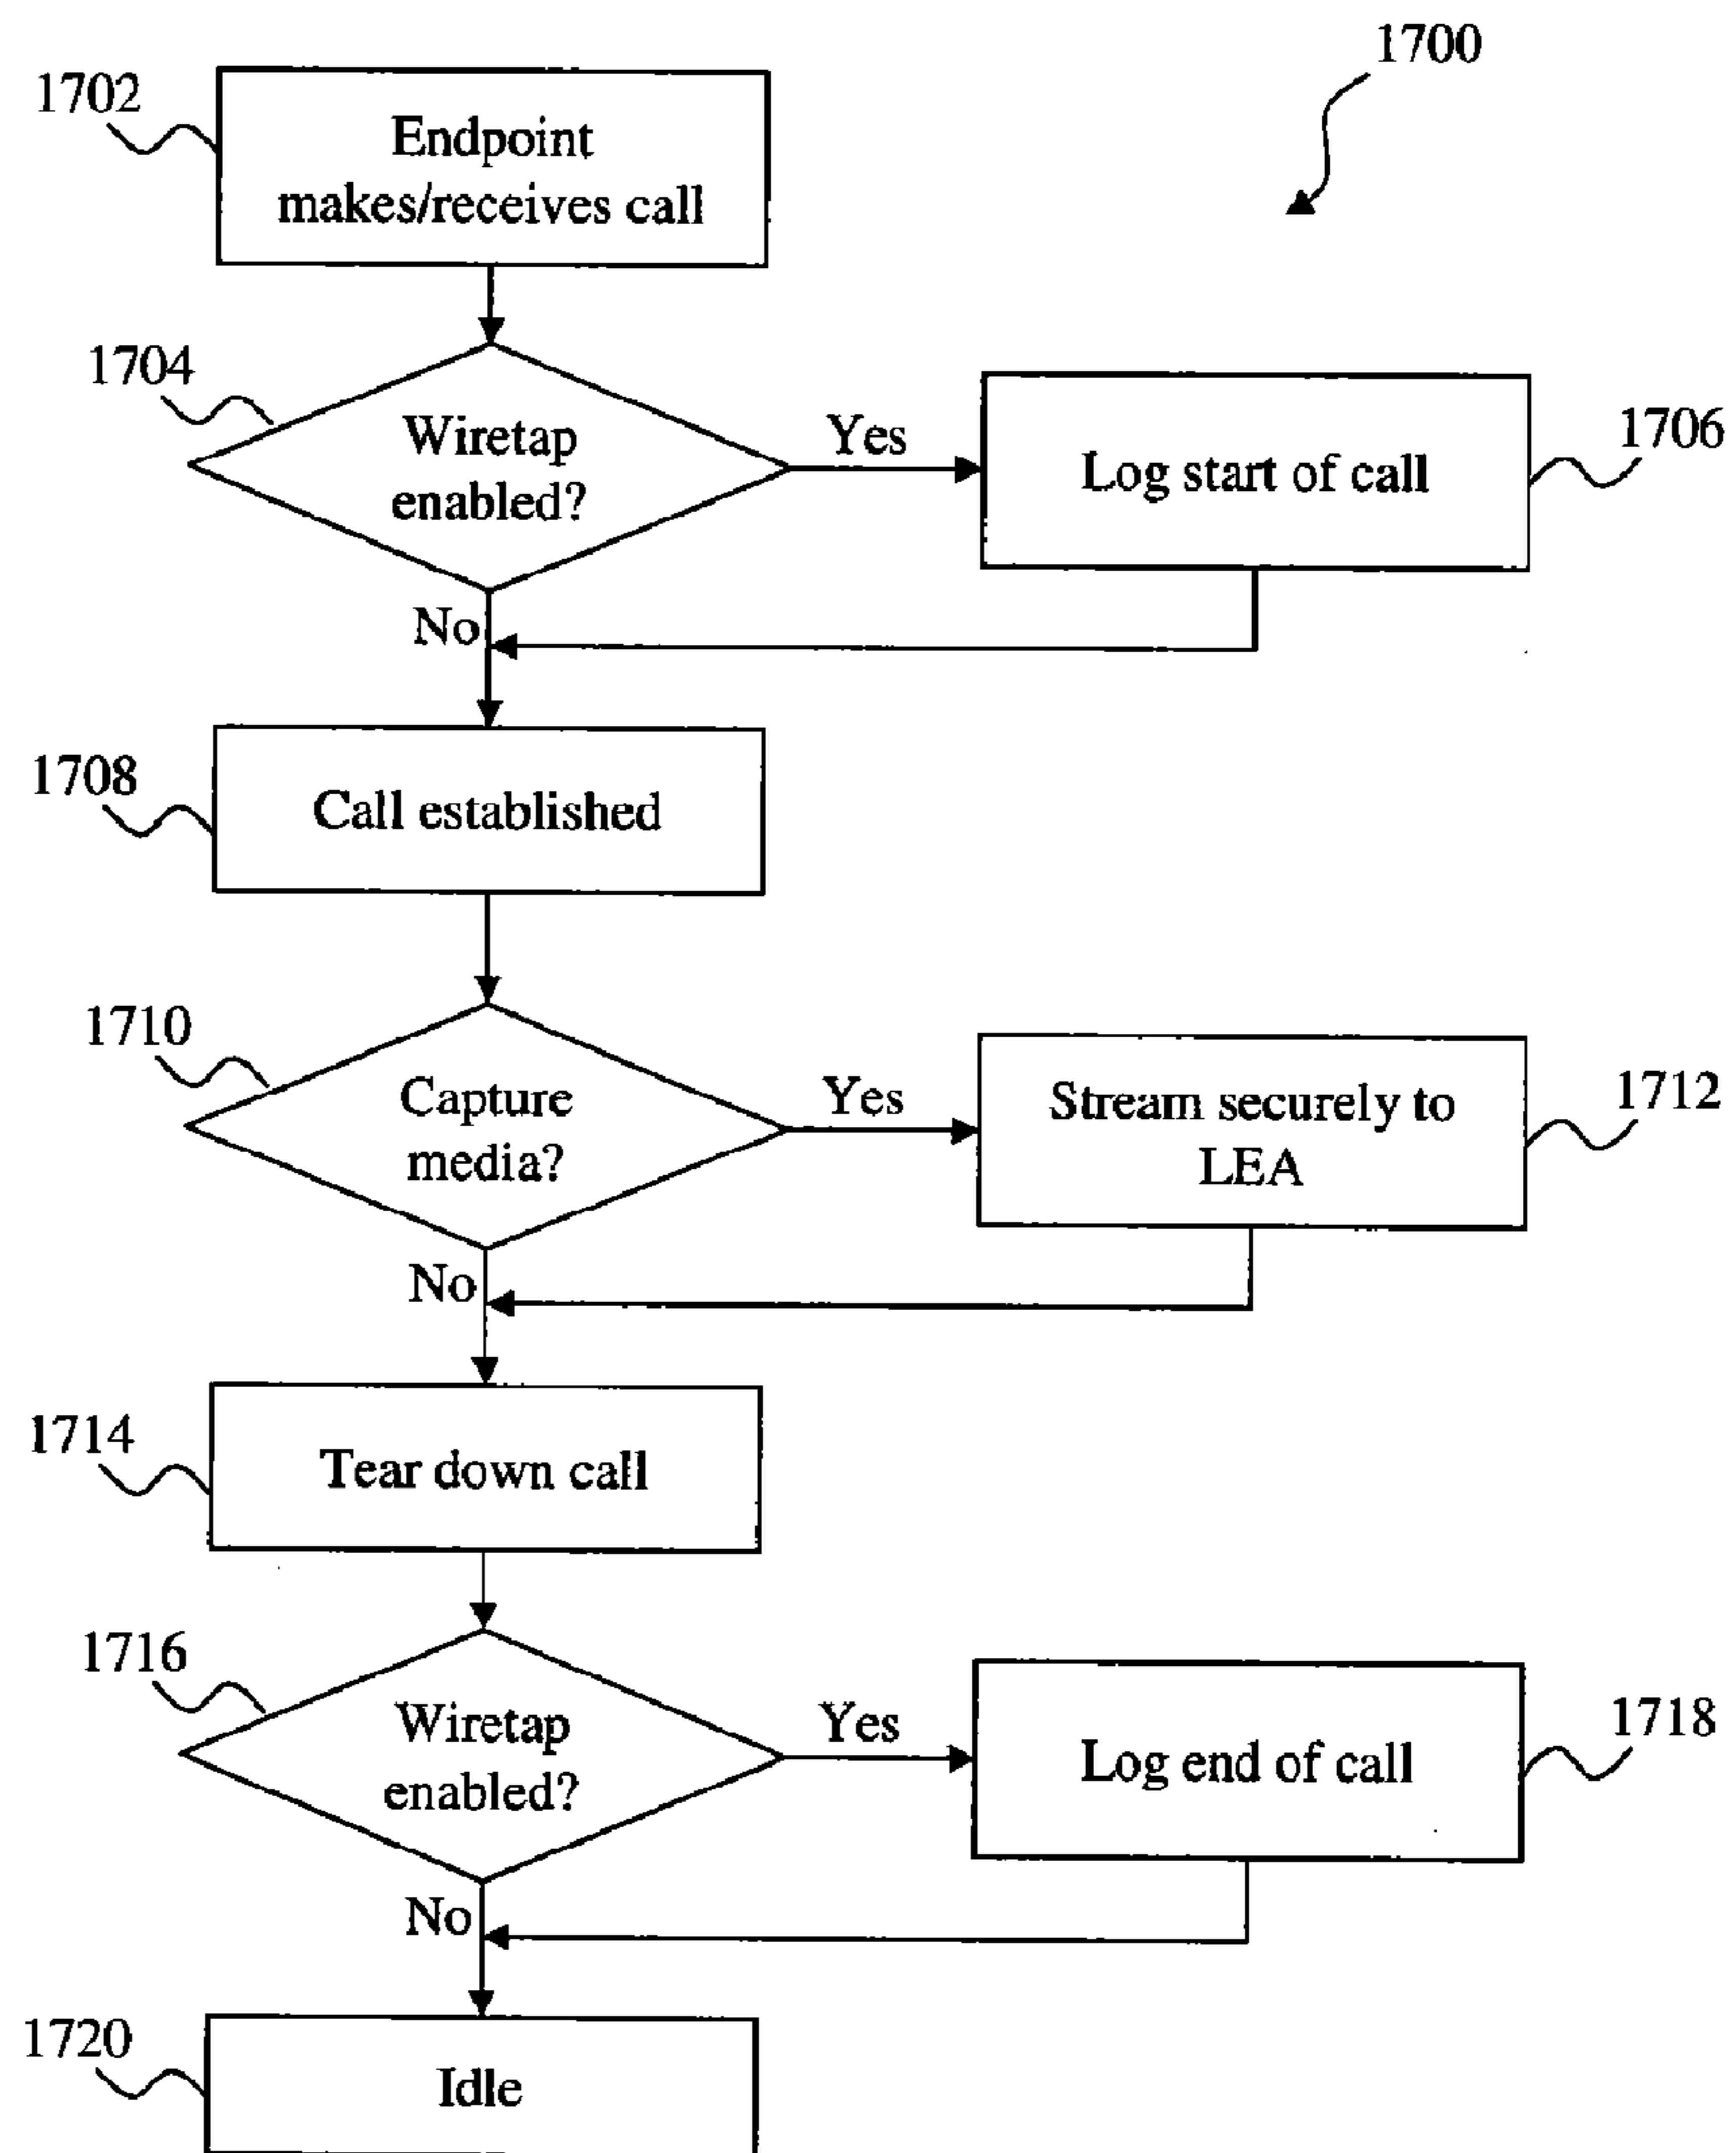 1700
1702
Endpoint
makes/receives call
1704
Wiretap
enabled?
Yes
Log start of call
1706
No
1708
Call established
1710
Capture
media?
Yes
Stream securely to
LEA
1712
No
1714
Tear down call
1716
Wiretap
enabled?
Yes
Log end of call
1718
No
1720
Idle